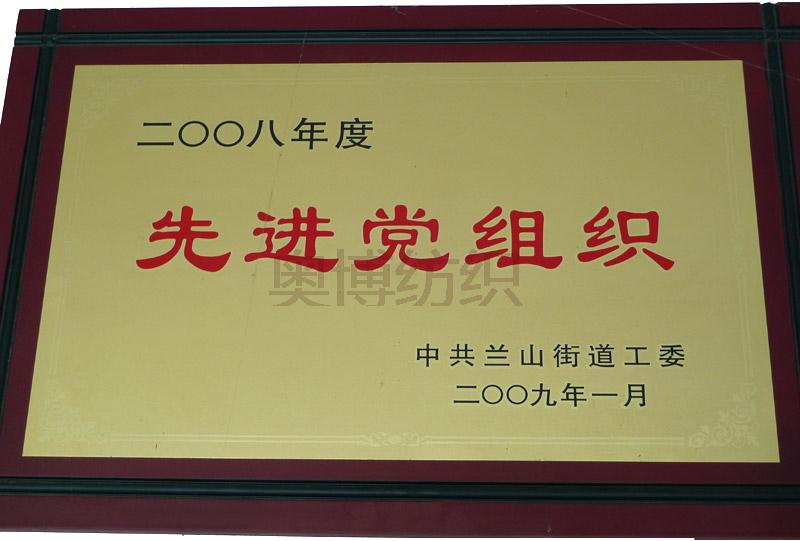 二〇〇八年度
先进党组织
奥博纺织
中共兰山街道工委
二〇〇九年一月